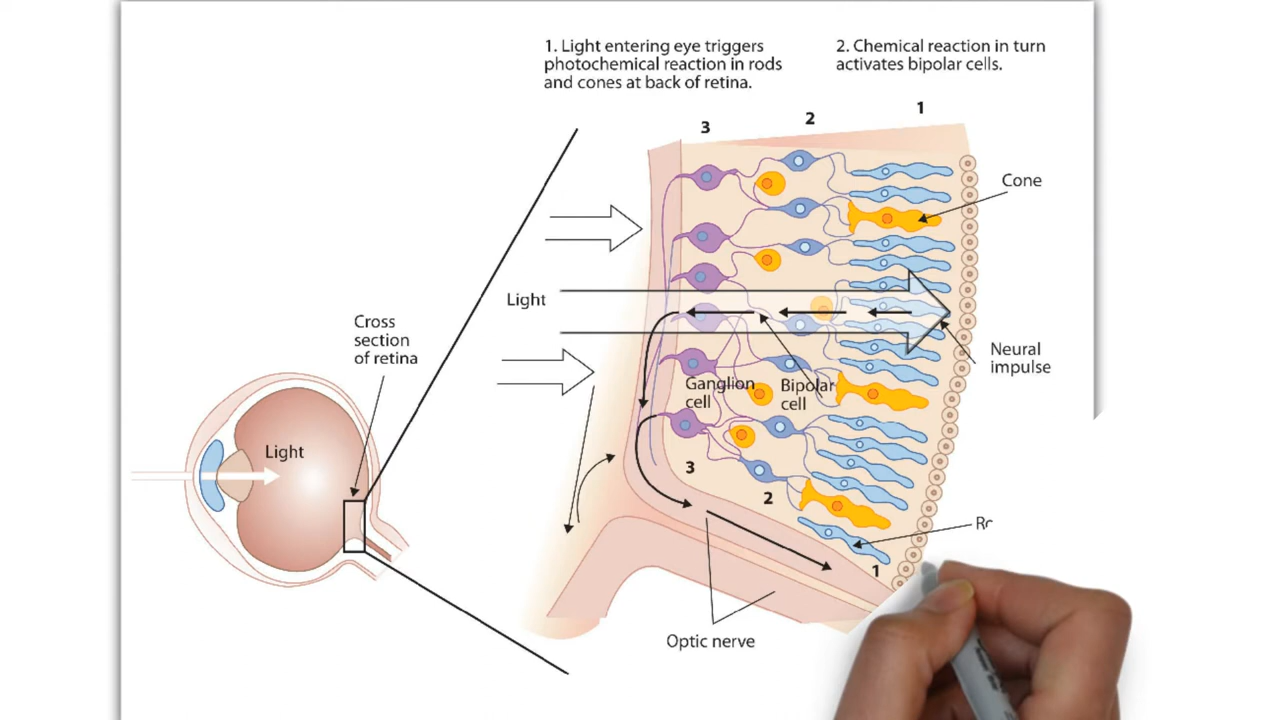 1. Light entering eye triggers
photochemical reaction in rods
and cones at back of retina.
2. Chemical reaction in turn
activates bipolar cells.
3
2
1
Cone
Light
Cross
section
of retina
Neural
impulse
Ganglion
cell
Bipolar
cell
Light
3
2
1
Optic nerve